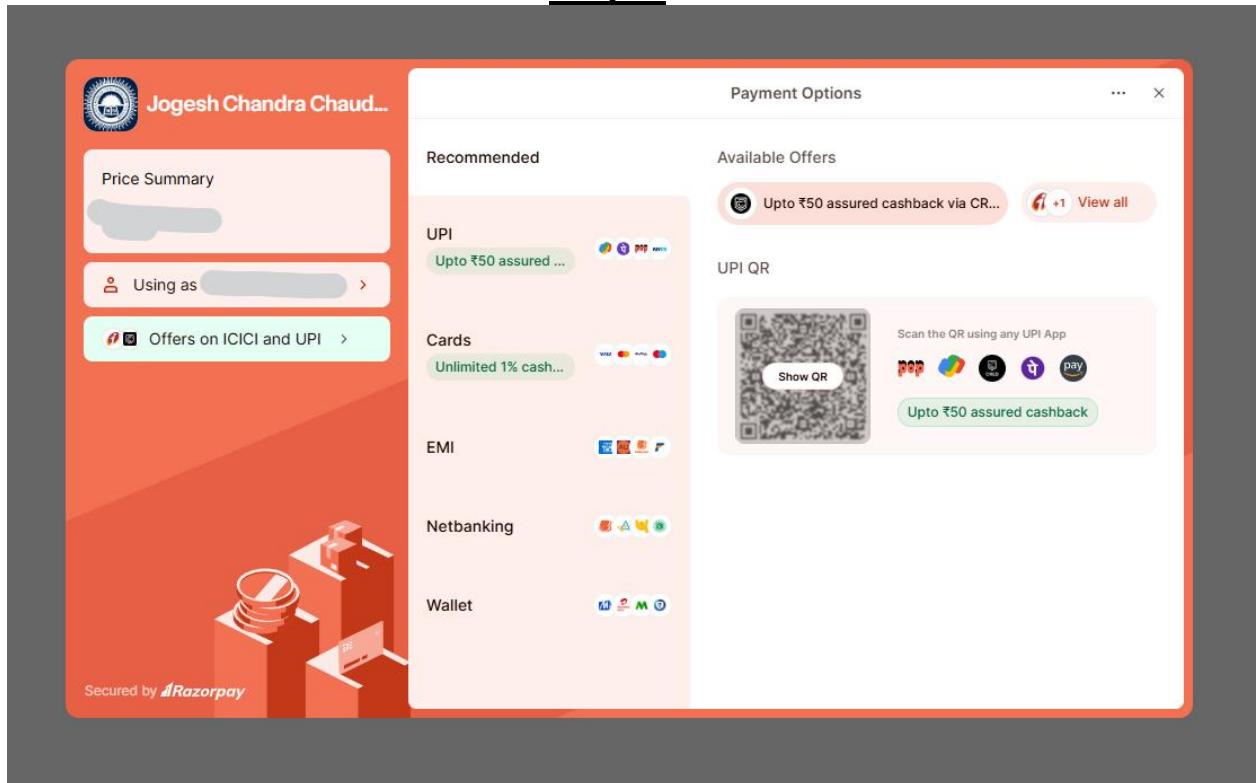 Jogesh Chandra Chaud...
Price Summary
Using as
Offers on ICICI and UPI
Secured by Razorpay
Payment Options
Recommended
UPI
Upto ₹50 assured ...
Cards
Unlimited 1% cash...
EMI
Netbanking
Wallet
Available Offers
Upto ₹50 assured cashback via CR...
+1 View all
UPI QR
Show QR
Scan the QR using any UPI App
pop
CRED
पे
pay
Upto ₹50 assured cashback